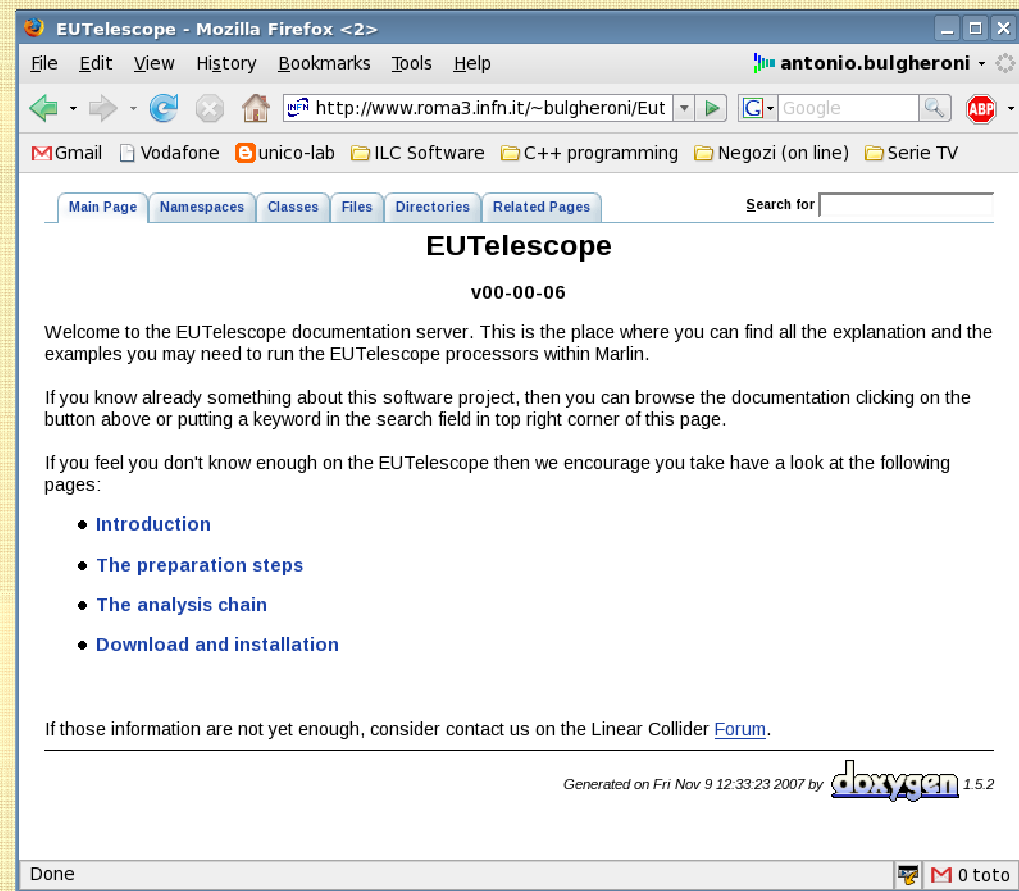 EUTelescope - Mozilla Firefox <2>
File Edit View History Bookmarks Tools Help antonio.bulgheroni
INFN http://www.roma3.infn.it/~bulgheroni/Eut G Google ABP
Gmail Vodafone unico-lab ILC Software C++ programming Negozi (on line) Serie TV
Main Page Namespaces Classes Files Directories Related Pages Search for
EUTelescope
v00-00-06
Welcome to the EUTelescope documentation server. This is the place where you can find all the explanation and the
examples you may need to run the EUTelescope processors within Marlin.
If you know already something about this software project, then you can browse the documentation clicking on the
button above or putting a keyword in the search field in top right corner of this page.
If you feel you don't know enough on the EUTelescope then we encourage you take have a look at the following
pages:
Introduction
The preparation steps
The analysis chain
Download and installation
If those information are not yet enough, consider contact us on the Linear Collider Forum.
Generated on Fri Nov 9 12:33:23 2007 by doxygen 1.5.2
Done 0 toto